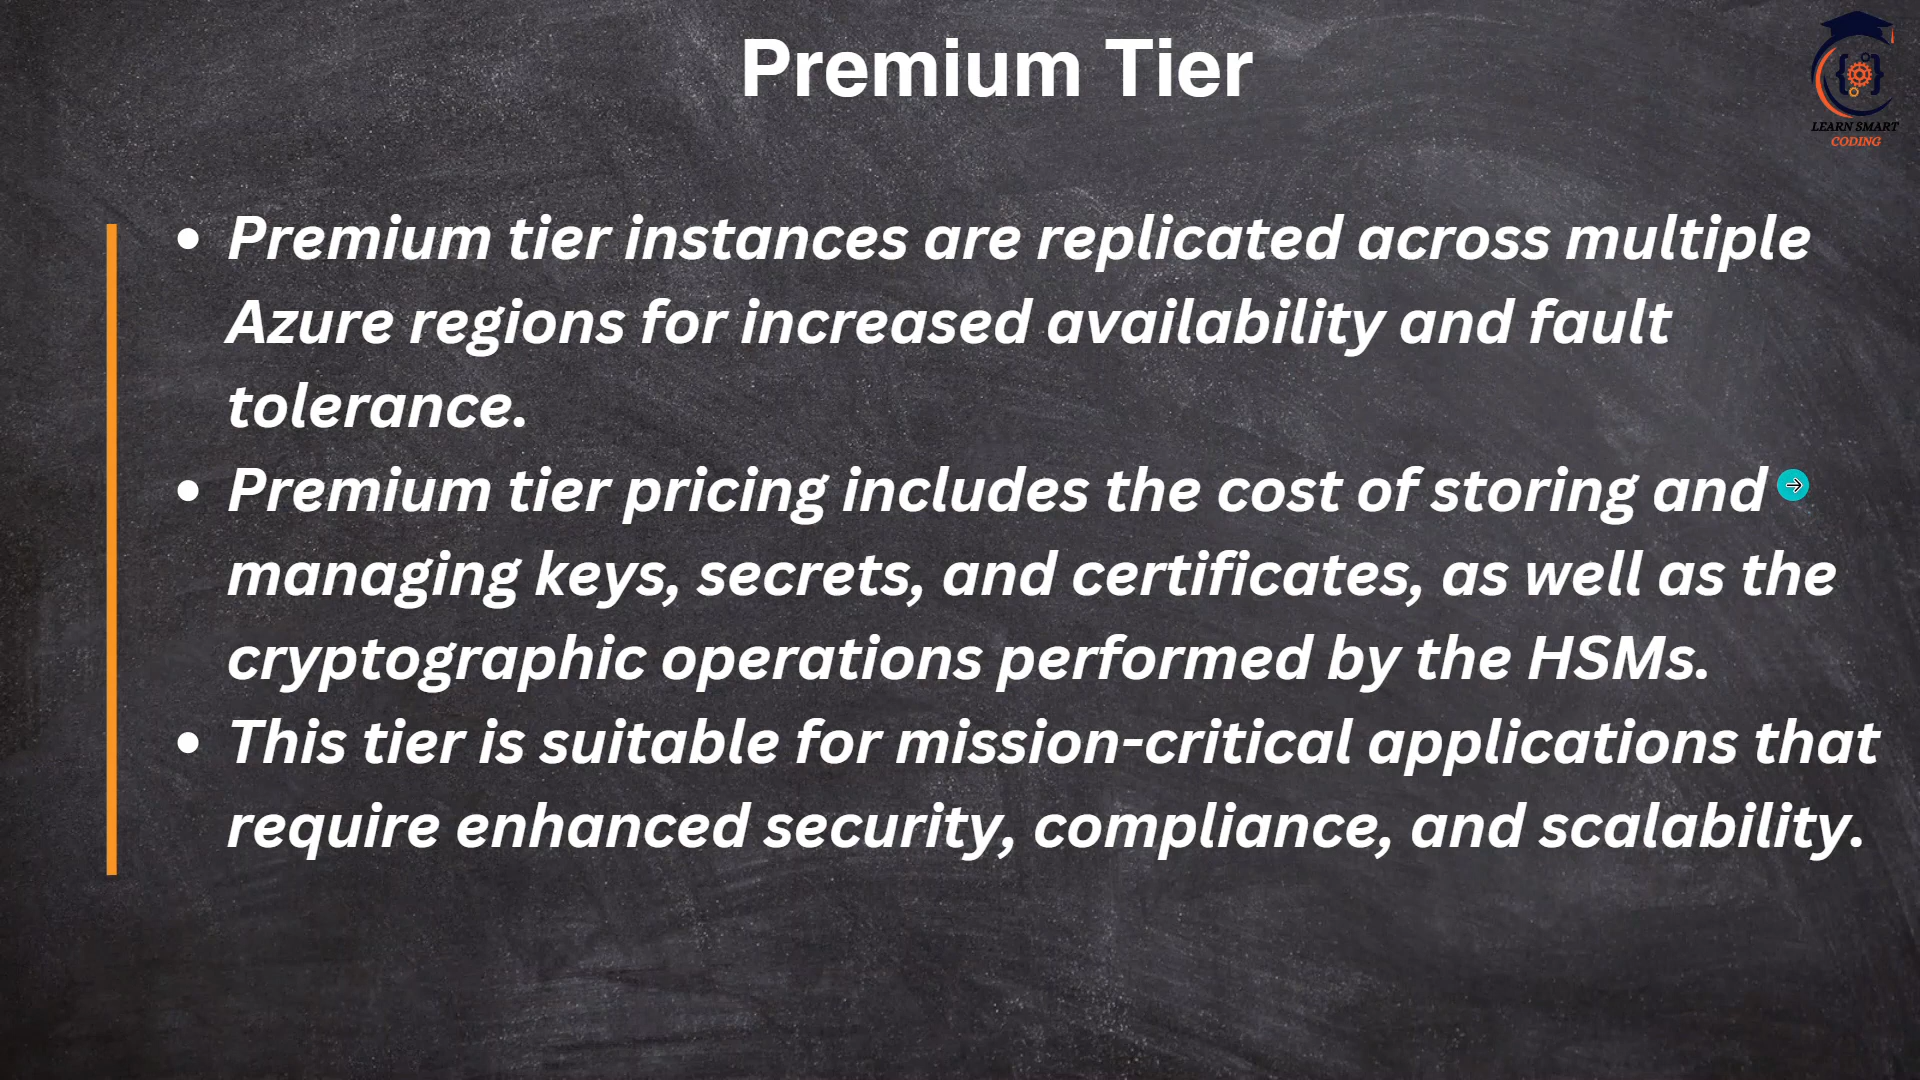 Premium Tier
LEARN SMART
CODING
• Premium tier instances are replicated across multiple
Azure regions for increased availability and fault
tolerance.
• Premium tier pricing includes the cost of storing and
managing keys, secrets, and certificates, as well as the
cryptographic operations performed by the HSMs.
• This tier is suitable for mission-critical applications that
require enhanced security, compliance, and scalability.